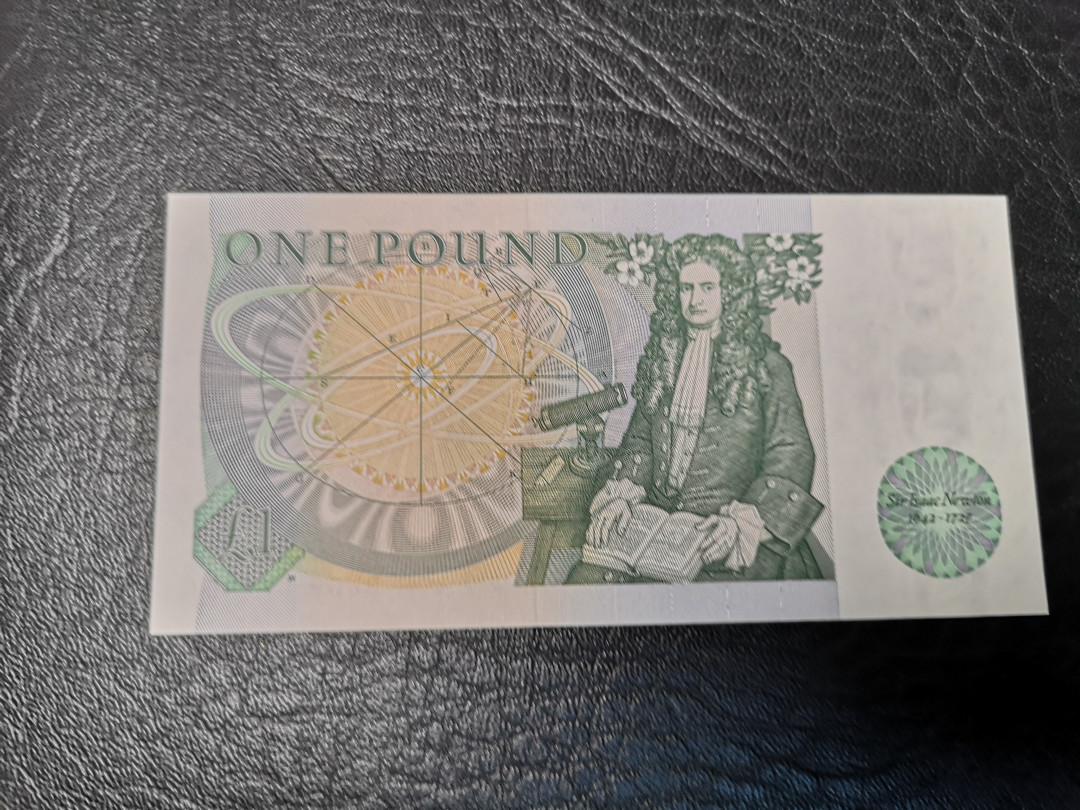 ONE POUND
£1
Sir Isaac Newton
1642-1727